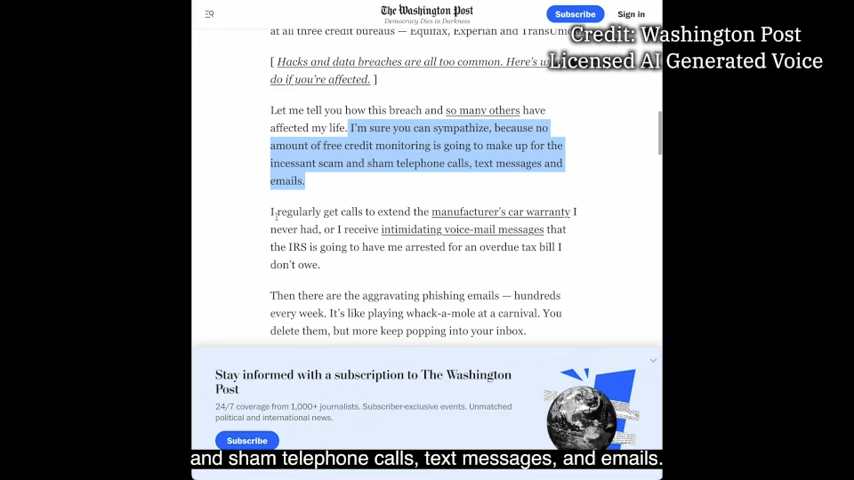 The Washington Post
Democracy Dies in Darkness
Subscribe
Sign in
Credit: Washington Post
Licensed AI Generated Voice
at all three credit bureaus — Equifax, Experian and
[ Hacks and data breaches are all too common. Here's
do if you're affected. ]
Let me tell you how this breach and so many others have
affected my life. I'm sure you can sympathize, because no
amount of free credit monitoring is going to make up for the
incessant scam and sham telephone calls, text messages and
emails.
I regularly get calls to extend the manufacturer's car warranty I
never had, or I receive intimidating voice-mail messages that
the IRS is going to have me arrested for an overdue tax bill I
don't owe.
Then there are the aggravating phishing emails — hundreds
every week. It's like playing whack-a-mole at a carnival. You
delete them, but more keep popping into your inbox.
Stay informed with a subscription to The Washington
Post
24/7 coverage from 1,000+ journalists. Subscriber-exclusive events. Unmatched
political and international news.
Subscribe
and sham telephone calls, text messages, and emails.